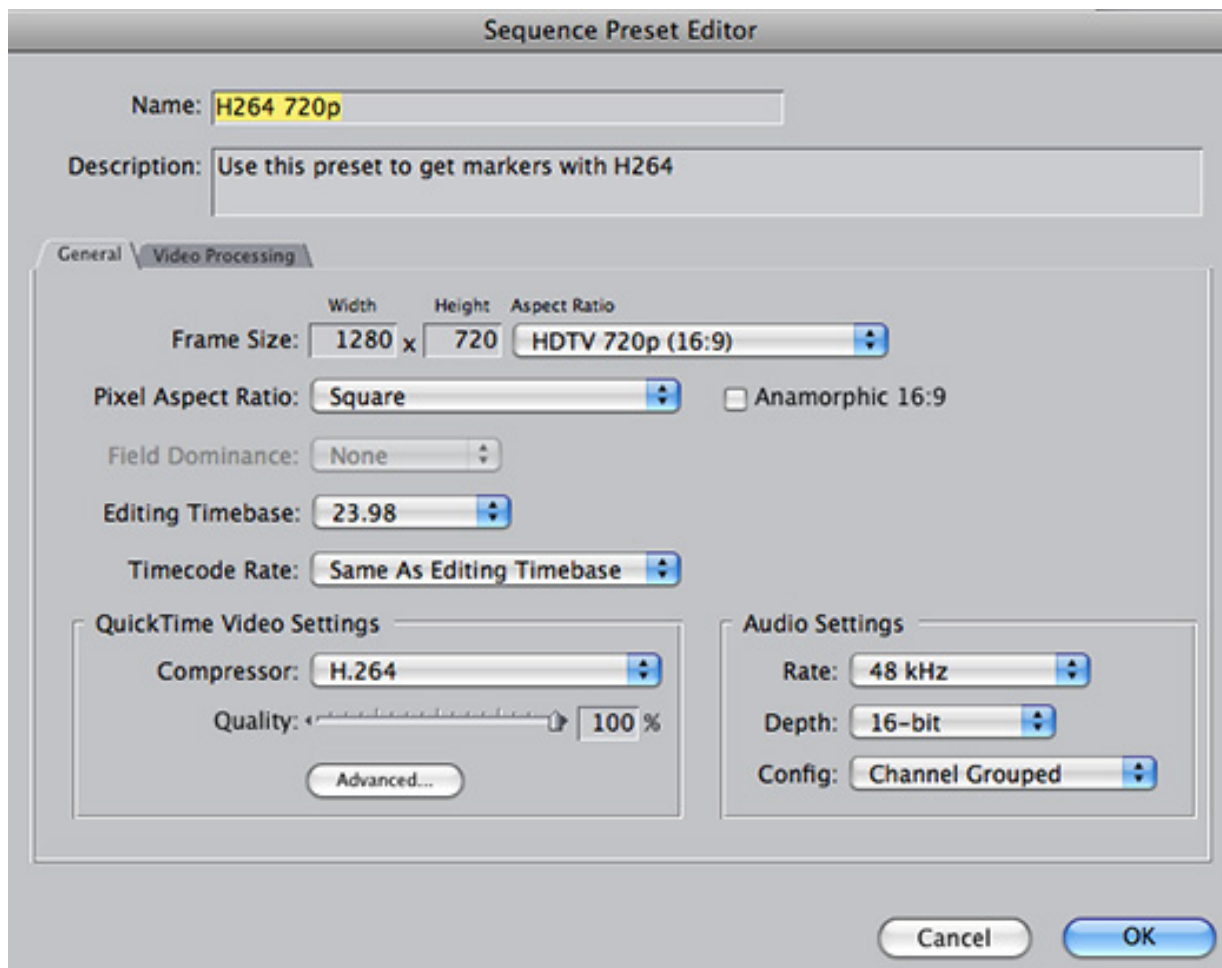 Sequence Preset Editor
Name: H264 720p
Description: Use this preset to get markers with H264
General Video Processing
Width Height Aspect Ratio
Frame Size: 1280 x 720 HDTV 720p (16:9)
Pixel Aspect Ratio: Square Anamorphic 16:9
Field Dominance: None
Editing Timebase: 23.98
Timecode Rate: Same As Editing Timebase
QuickTime Video Settings
Compressor: H.264
Quality: 100 %
Advanced...
Audio Settings
Rate: 48 kHz
Depth: 16-bit
Config: Channel Grouped
Cancel OK